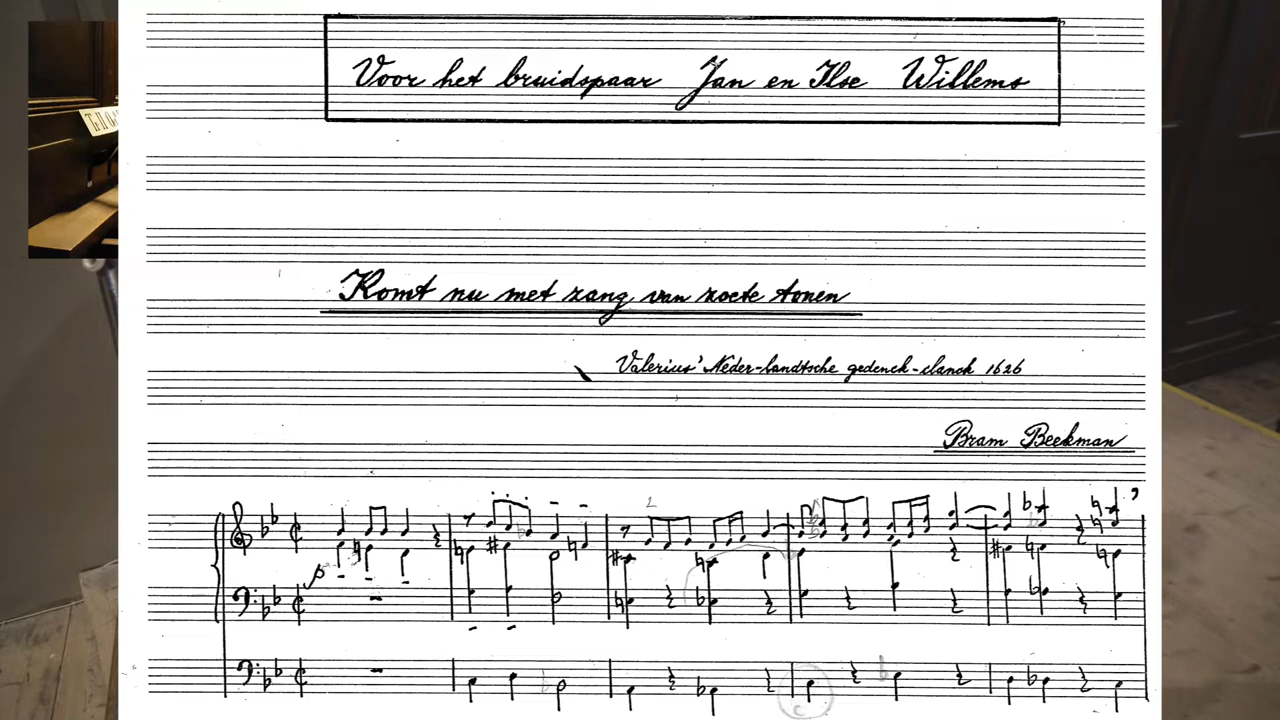 Voor het bruidspaar Jan en Ilse Willems
Komt nu met zang van zoete tonen
Valerius' Neder-landtsche gedenck-clanck 1626
Bram Beekman
p